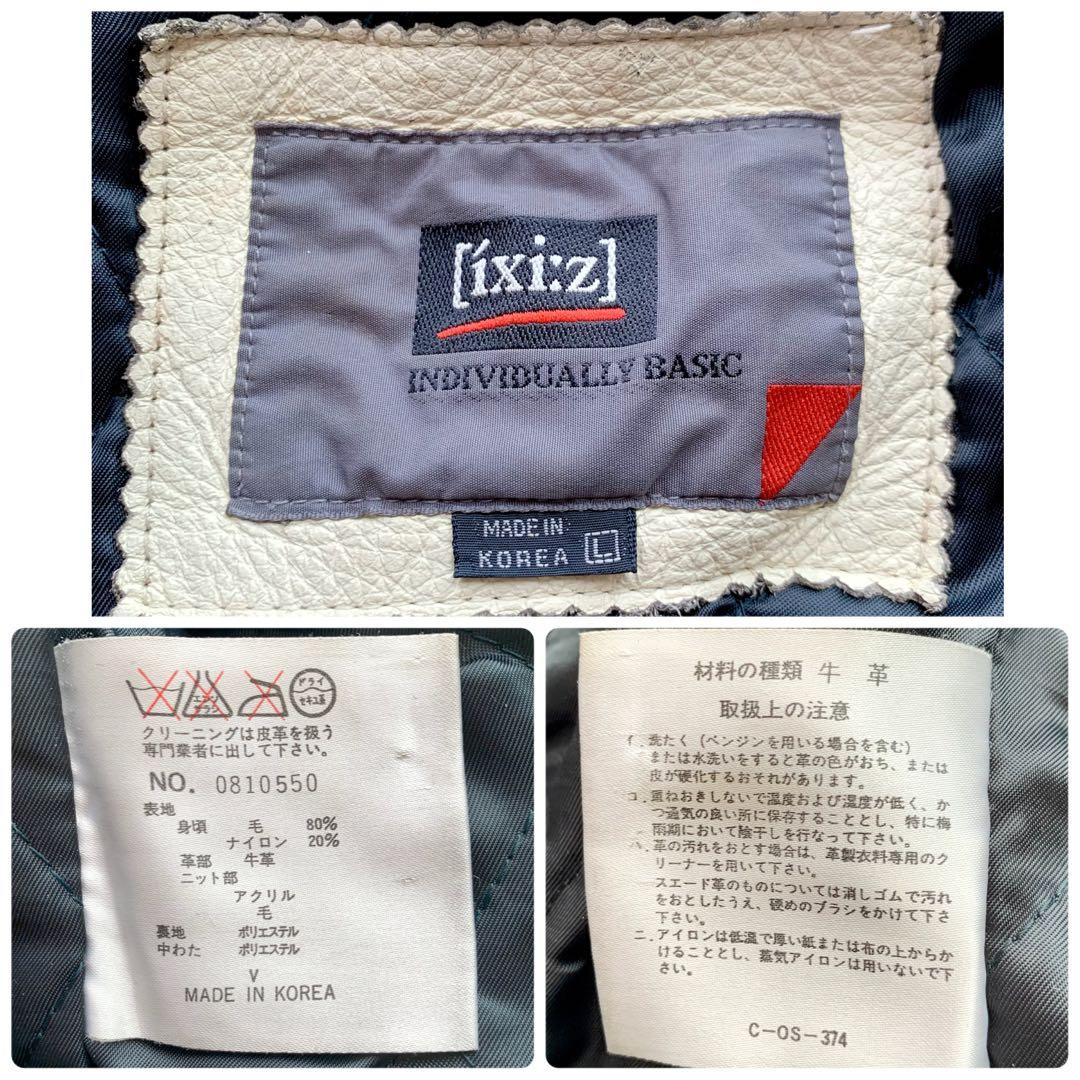 [íxi:z]
INDIVIDUALLY BASIC
MADE IN
KOREA L
ドライ
セキユ系
クリーニングは皮革を扱う
専門業者に出して下さい。
NO. 0810550
表地
身頃 毛 80%
ナイロン 20%
革部 牛革
ニット部
アクリル
毛
裏地 ポリエステル
中わた ポリエステル
V
MADE IN KOREA
材料の種類 牛 革
取扱上の注意
イ. 洗たく (ベンジンを用いる場合を含む)
または水洗いをすると革の色がおち、または
皮が硬化するおそれがあります。
ロ. 重ねおきしないで温度および湿度が低く、か
つ通気の良い所に保存することとし、特に梅
雨期において陰干しを行なって下さい。
ハ. 革の汚れをおとす場合は、革製衣料専用のク
リーナーを用いて下さい。
スエード革のものについては消しゴムで汚れ
をおとしたうえ、硬めのブラシをかけて下さ
下さい。
ニ. アイロンは低温で厚い紙または布の上からか
けることとし、蒸気アイロンは用いないで下
さい。
C-OS-374